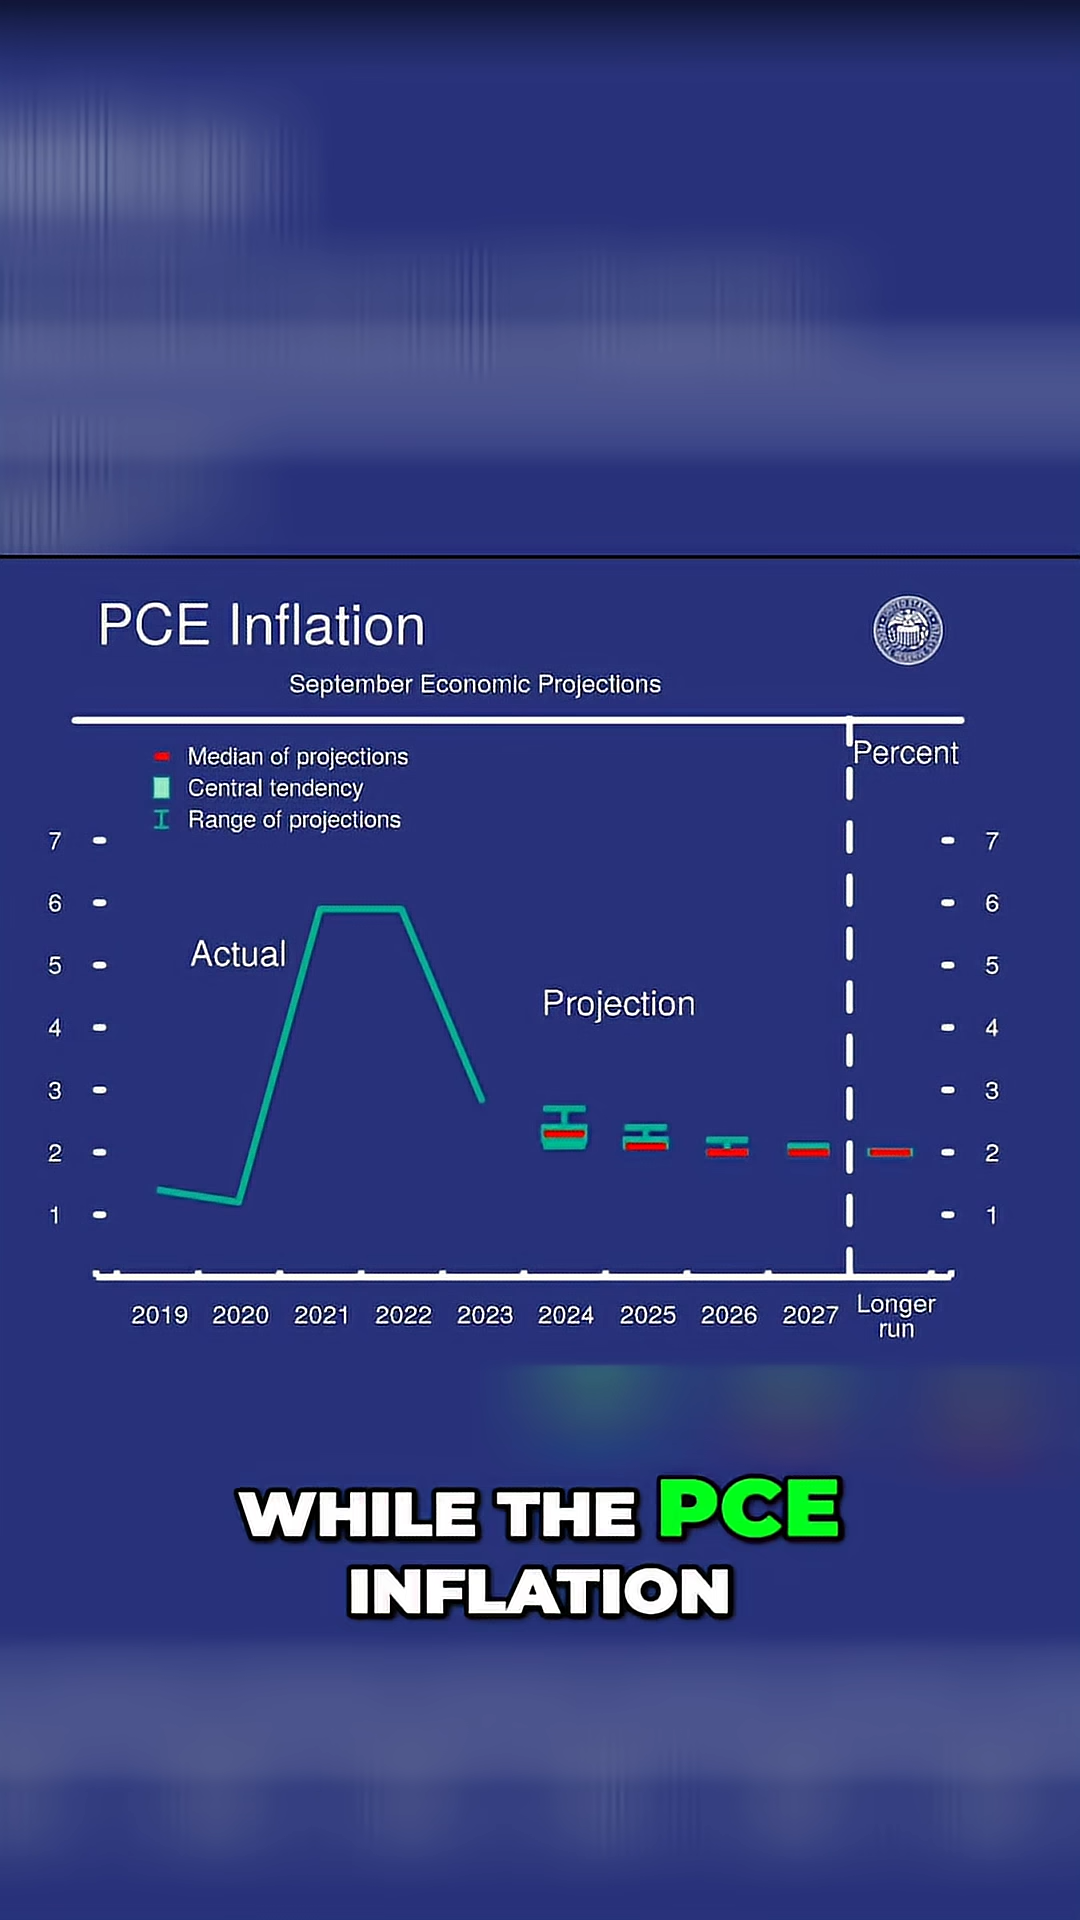 PCE Inflation
September Economic Projections
Percent
Median of projections
Central tendency
Range of projections
7 7
6 6
Actual
5 5
Projection
4 4
3 3
2 2
1 1
2019 2020 2021 2022 2023 2024 2025 2026 2027 Longer run
WHILE THE PCE
INFLATION